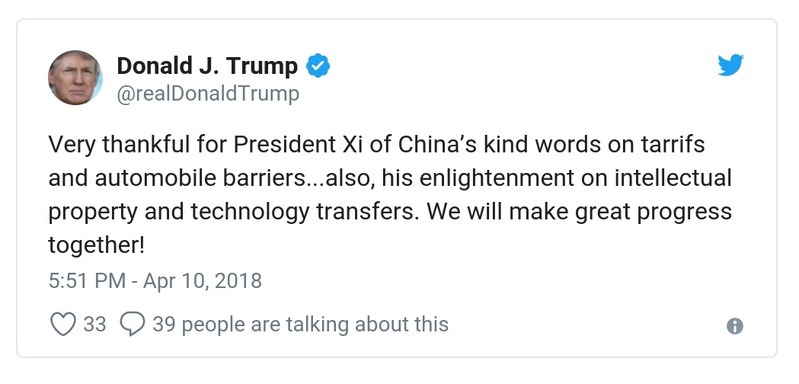 Donald J. Trump
@realDonaldTrump
Very thankful for President Xi of China’s kind words on tarrifs
and automobile barriers...also, his enlightenment on intellectual
property and technology transfers. We will make great progress
together!
5:51 PM - Apr 10, 2018
33 39 people are talking about this